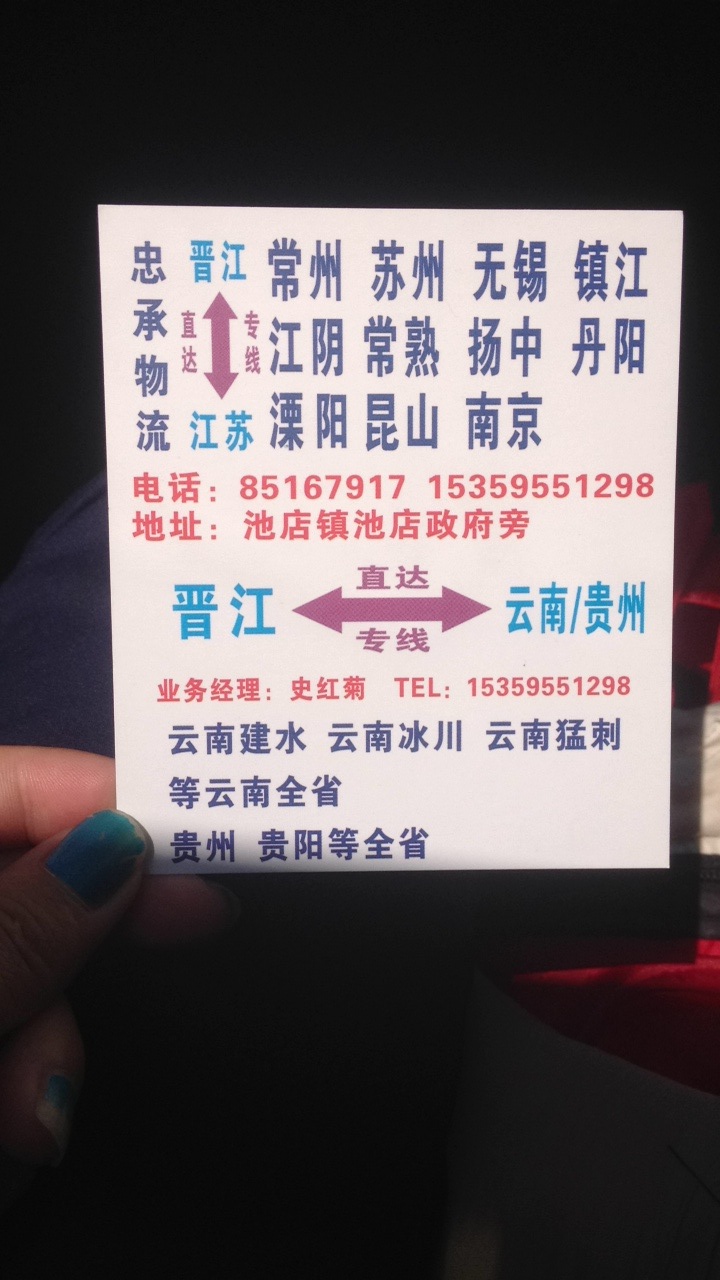 忠承物流
晋江
直达 专线
江苏
常州 苏州 无锡 镇江
江阴 常熟 扬中 丹阳
溧阳 昆山 南京
电话：85167917 15359551298
地址：池店镇池店政府旁
晋江 直达 专线 云南/贵州
业务经理：史红菊 TEL：15359551298
云南建水 云南冰川 云南猛刺
等云南全省
贵州 贵阳等全省